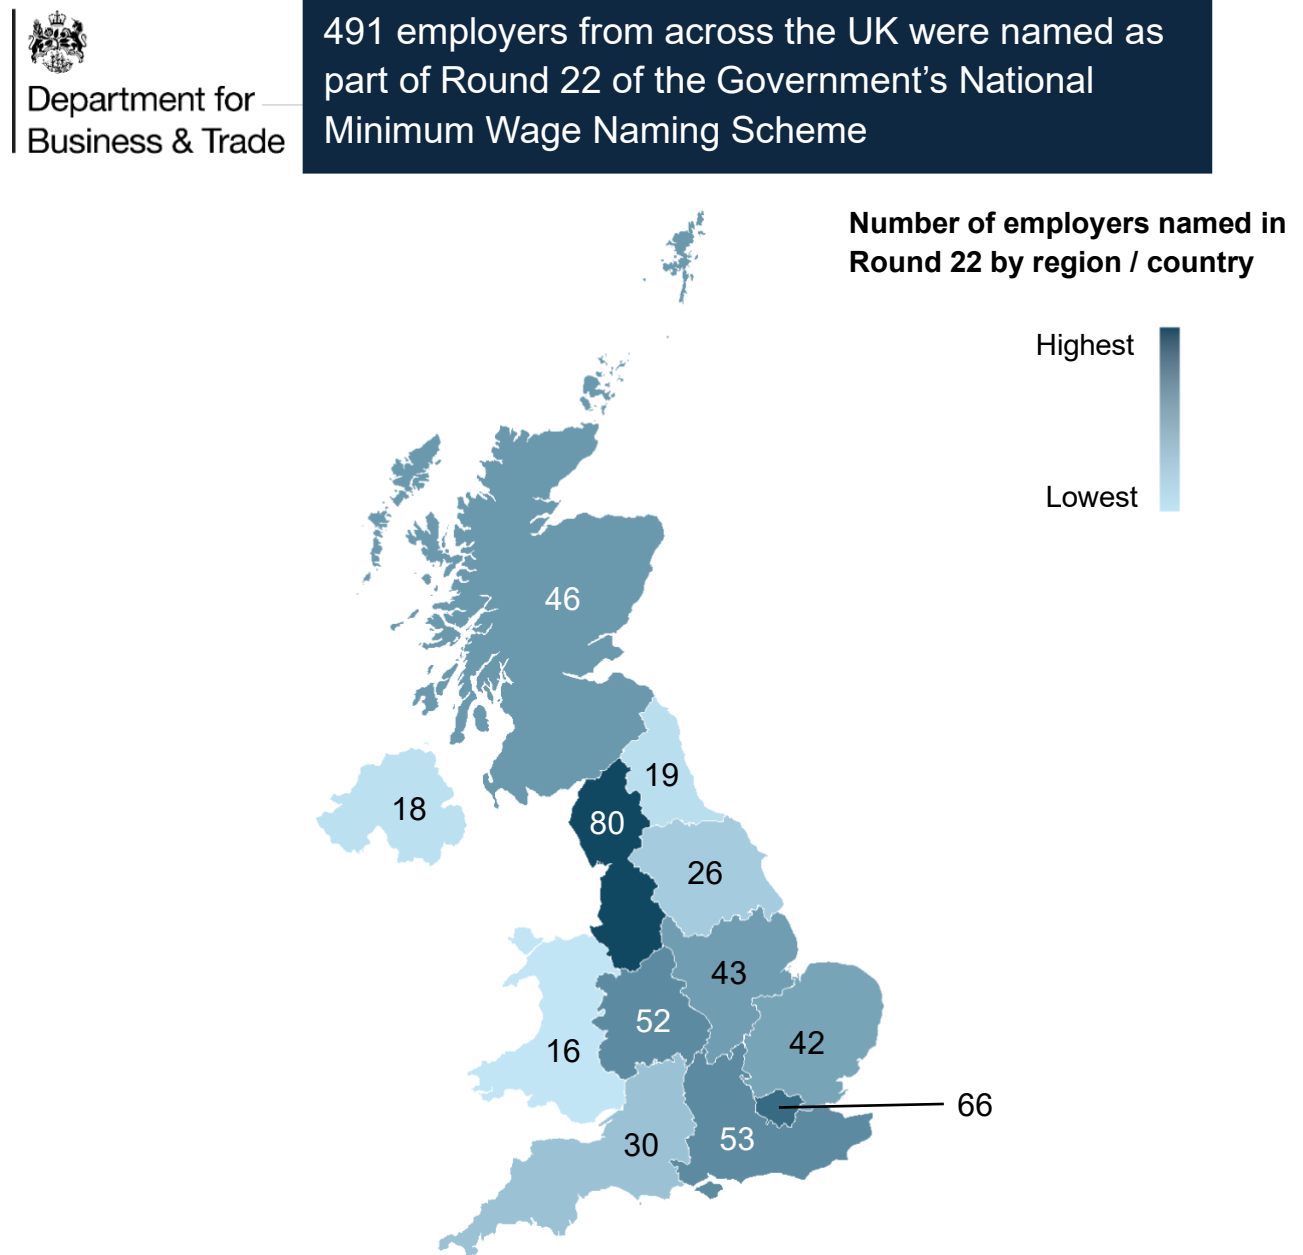 Department for
Business & Trade
491 employers from across the UK were named as
part of Round 22 of the Government’s National
Minimum Wage Naming Scheme
Number of employers named in
Round 22 by region / country
Highest
Lowest
46
19
18
80
26
43
52
42
16
66
53
30